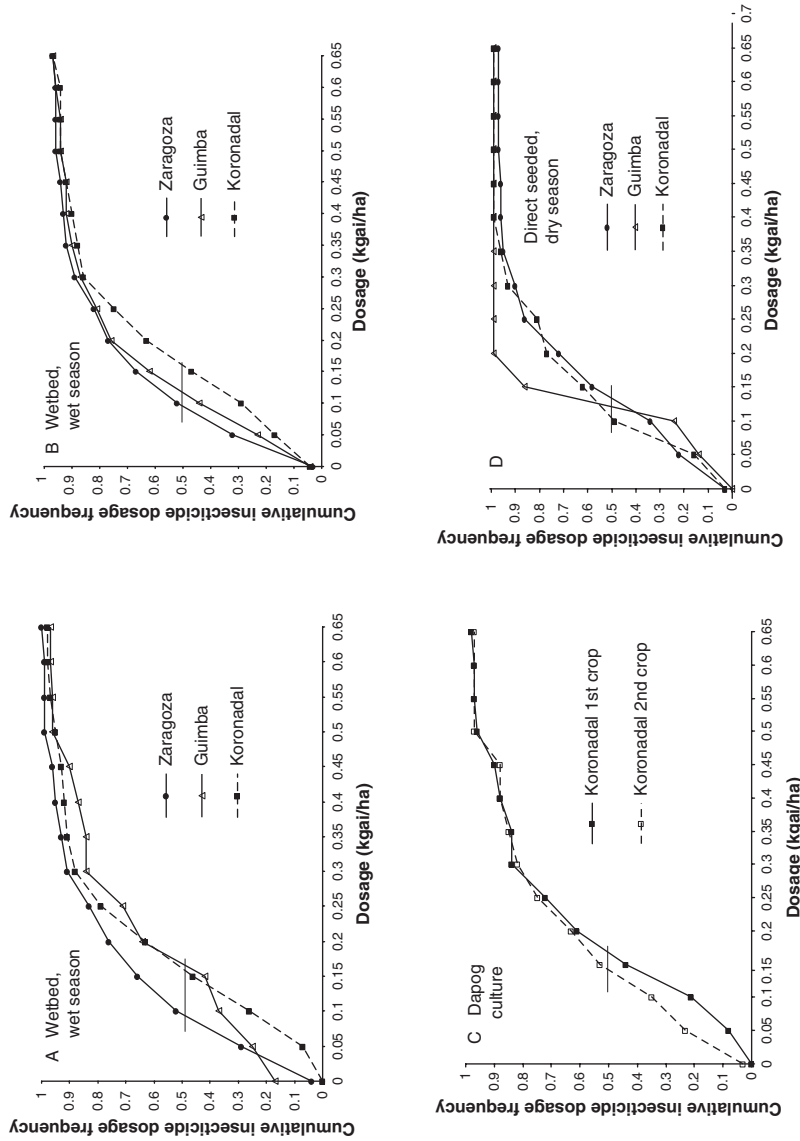 A Wetbed,
wet season
Cumulative insecticide dosage frequency
1
0.9
0.8
0.7
0.6
0.5
0.4
0.3
0.2
0.1
0
0 0.05 0.1 0.15 0.2 0.25 0.3 0.35 0.4 0.45 0.5 0.55 0.6 0.65
Dosage (kgai/ha)
Zaragoza
Guimba
Koronadal
B Wetbed,
wet season
Cumulative insecticide dosage frequency
1
0.9
0.8
0.7
0.6
0.5
0.4
0.3
0.2
0.1
0
0 0.05 0.1 0.15 0.2 0.25 0.3 0.35 0.4 0.45 0.5 0.55 0.6 0.65
Dosage (kgai/ha)
Zaragoza
Guimba
Koronadal
C Dapog
culture
Cumulative insecticide dosage frequency
1
0.9
0.8
0.7
0.6
0.5
0.4
0.3
0.2
0.1
0
0 0.05 0.1 0.15 0.2 0.25 0.3 0.35 0.4 0.45 0.5 0.55 0.6 0.65
Dosage (kgai/ha)
Koronadal 1st crop
Koronadal 2nd crop
D
Direct seeded,
dry season
Cumulative insecticide dosage frequency
1
0.9
0.8
0.7
0.6
0.5
0.4
0.3
0.2
0.1
0
0 0.05 0.1 0.15 0.2 0.25 0.3 0.35 0.4 0.45 0.5 0.55 0.6 0.65 0.7
Dosage (kgai/ha)
Zaragoza
Guimba
Koronadal